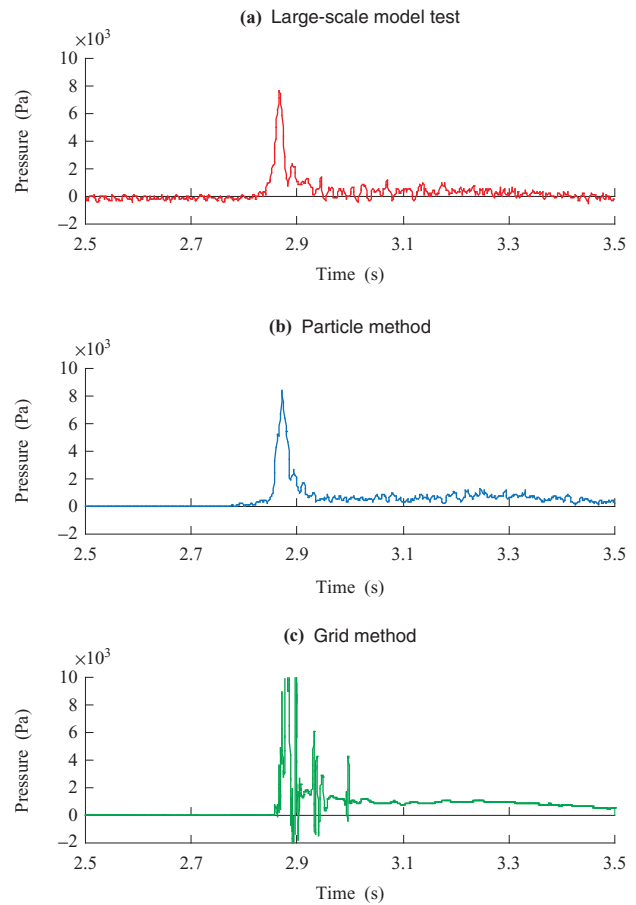 (a) Large-scale model test
×10³
10
8
6
4
2
0
−2
Pressure (Pa)
2.5 2.7 2.9 3.1 3.3 3.5
Time (s)
(b) Particle method
×10³
10
8
6
4
2
0
−2
Pressure (Pa)
2.5 2.7 2.9 3.1 3.3 3.5
Time (s)
(c) Grid method
×10³
10
8
6
4
2
0
−2
Pressure (Pa)
2.5 2.7 2.9 3.1 3.3 3.5
Time (s)